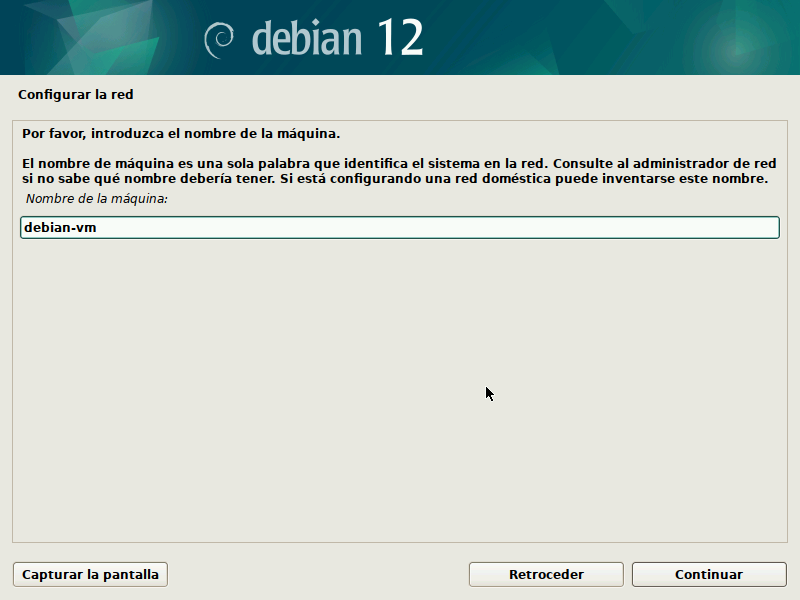 debian 12
Configurar la red
Por favor, introduzca el nombre de la máquina.
El nombre de máquina es una sola palabra que identifica el sistema en la red. Consulte al administrador de red
si no sabe qué nombre debería tener. Si está configurando una red doméstica puede inventarse este nombre.
Nombre de la máquina:
debian-vm
Capturar la pantalla
Retroceder
Continuar